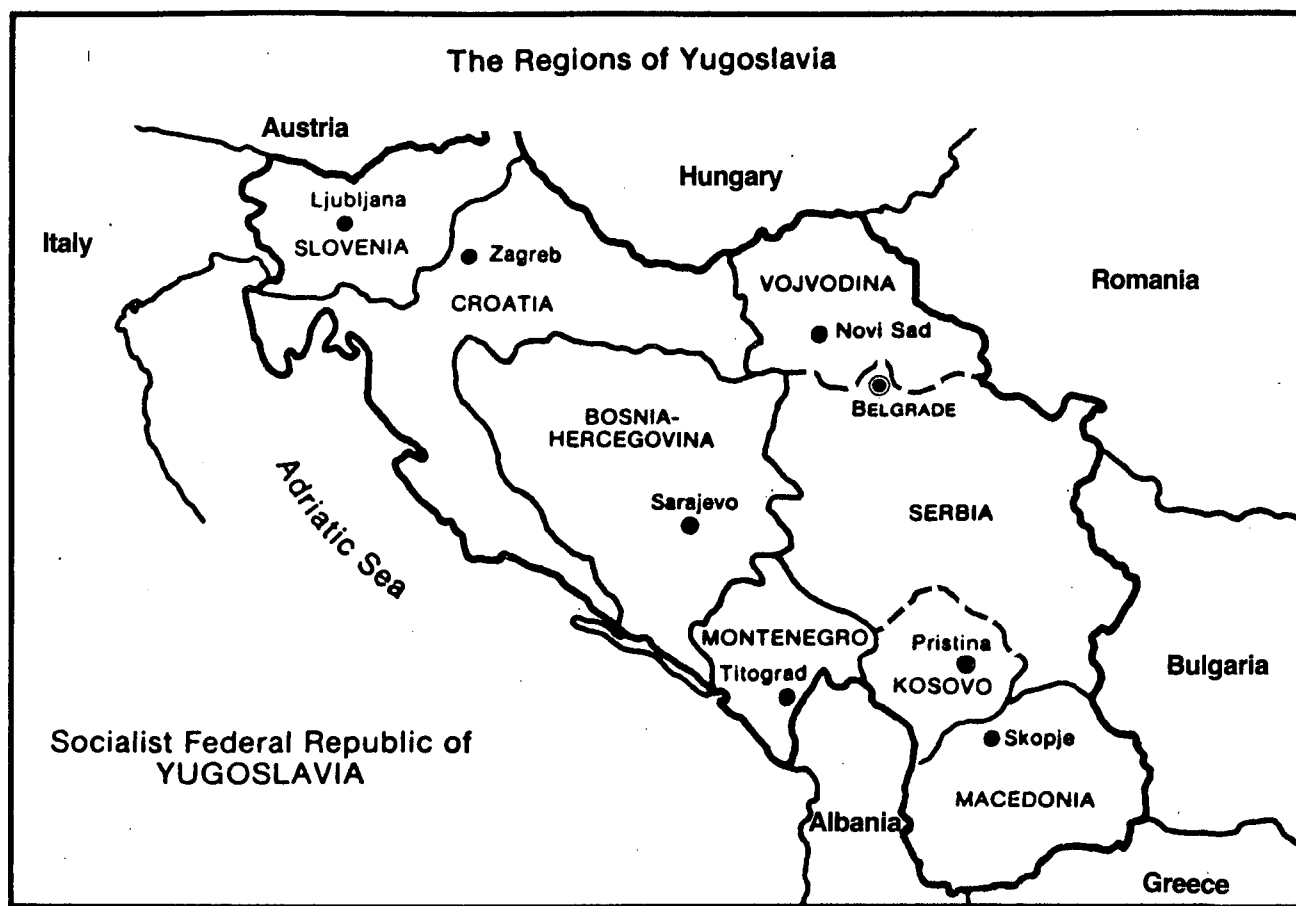 The Regions of Yugoslavia
Austria
Hungary
Ljubljana
Italy
SLOVENIA
Zagreb
VOJVODINA
Romania
CROATIA
Novi Sad
BELGRADE
BOSNIA-
HERCEGOVINA
Adriatic Sea
Sarajevo
SERBIA
MONTENEGRO
Pristina
Titograd
KOSOVO
Bulgaria
Socialist Federal Republic of
YUGOSLAVIA
Skopje
MACEDONIA
Albania
Greece